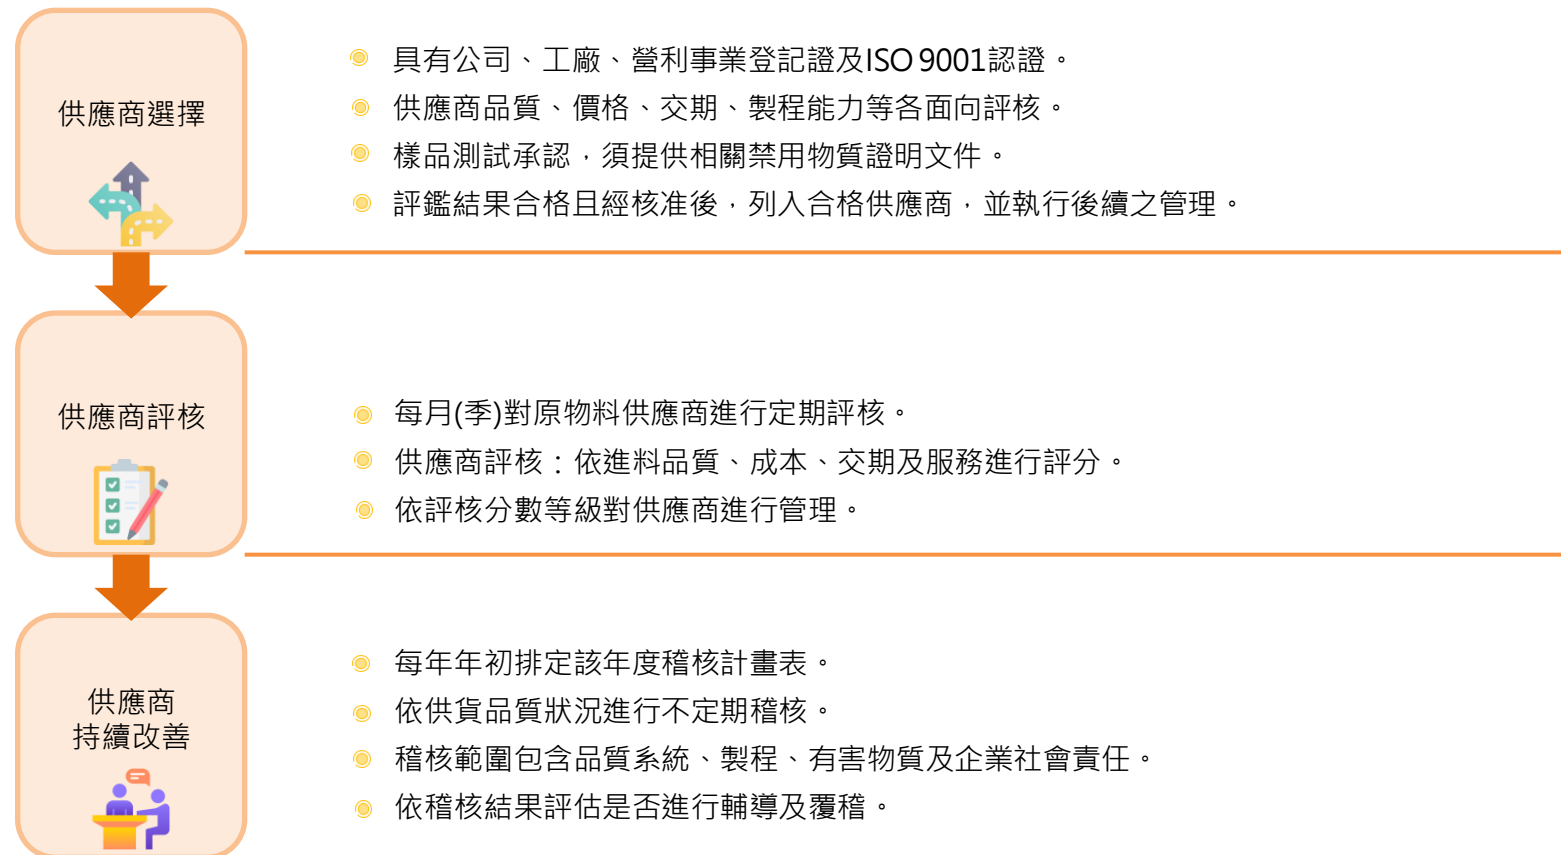 供應商選擇
具有公司、工廠、營利事業登記證及ISO 9001認證。
供應商品質、價格、交期、製程能力等各面向評核。
樣品測試承認，須提供相關禁用物質證明文件。
評鑑結果合格且經核准後，列入合格供應商，並執行後續之管理。
供應商評核
每月(季)對原物料供應商進行定期評核。
供應商評核：依進料品質、成本、交期及服務進行評分。
依評核分數等級對供應商進行管理。
供應商
持續改善
每年年初排定該年度稽核計畫表。
依供貨品質狀況進行不定期稽核。
稽核範圍包含品質系統、製程、有害物質及企業社會責任。
依稽核結果評估是否進行輔導及覆稽。